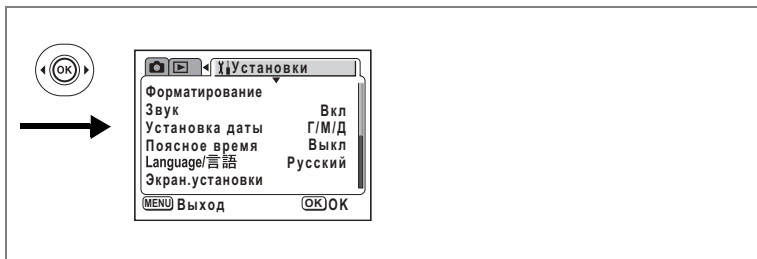 OK
Установки
Форматирование
Звук Вкл
Установка даты Г/М/Д
Поясное время Выкл
Language/言語 Русский
Экран.установки
MENU Выход OK OK